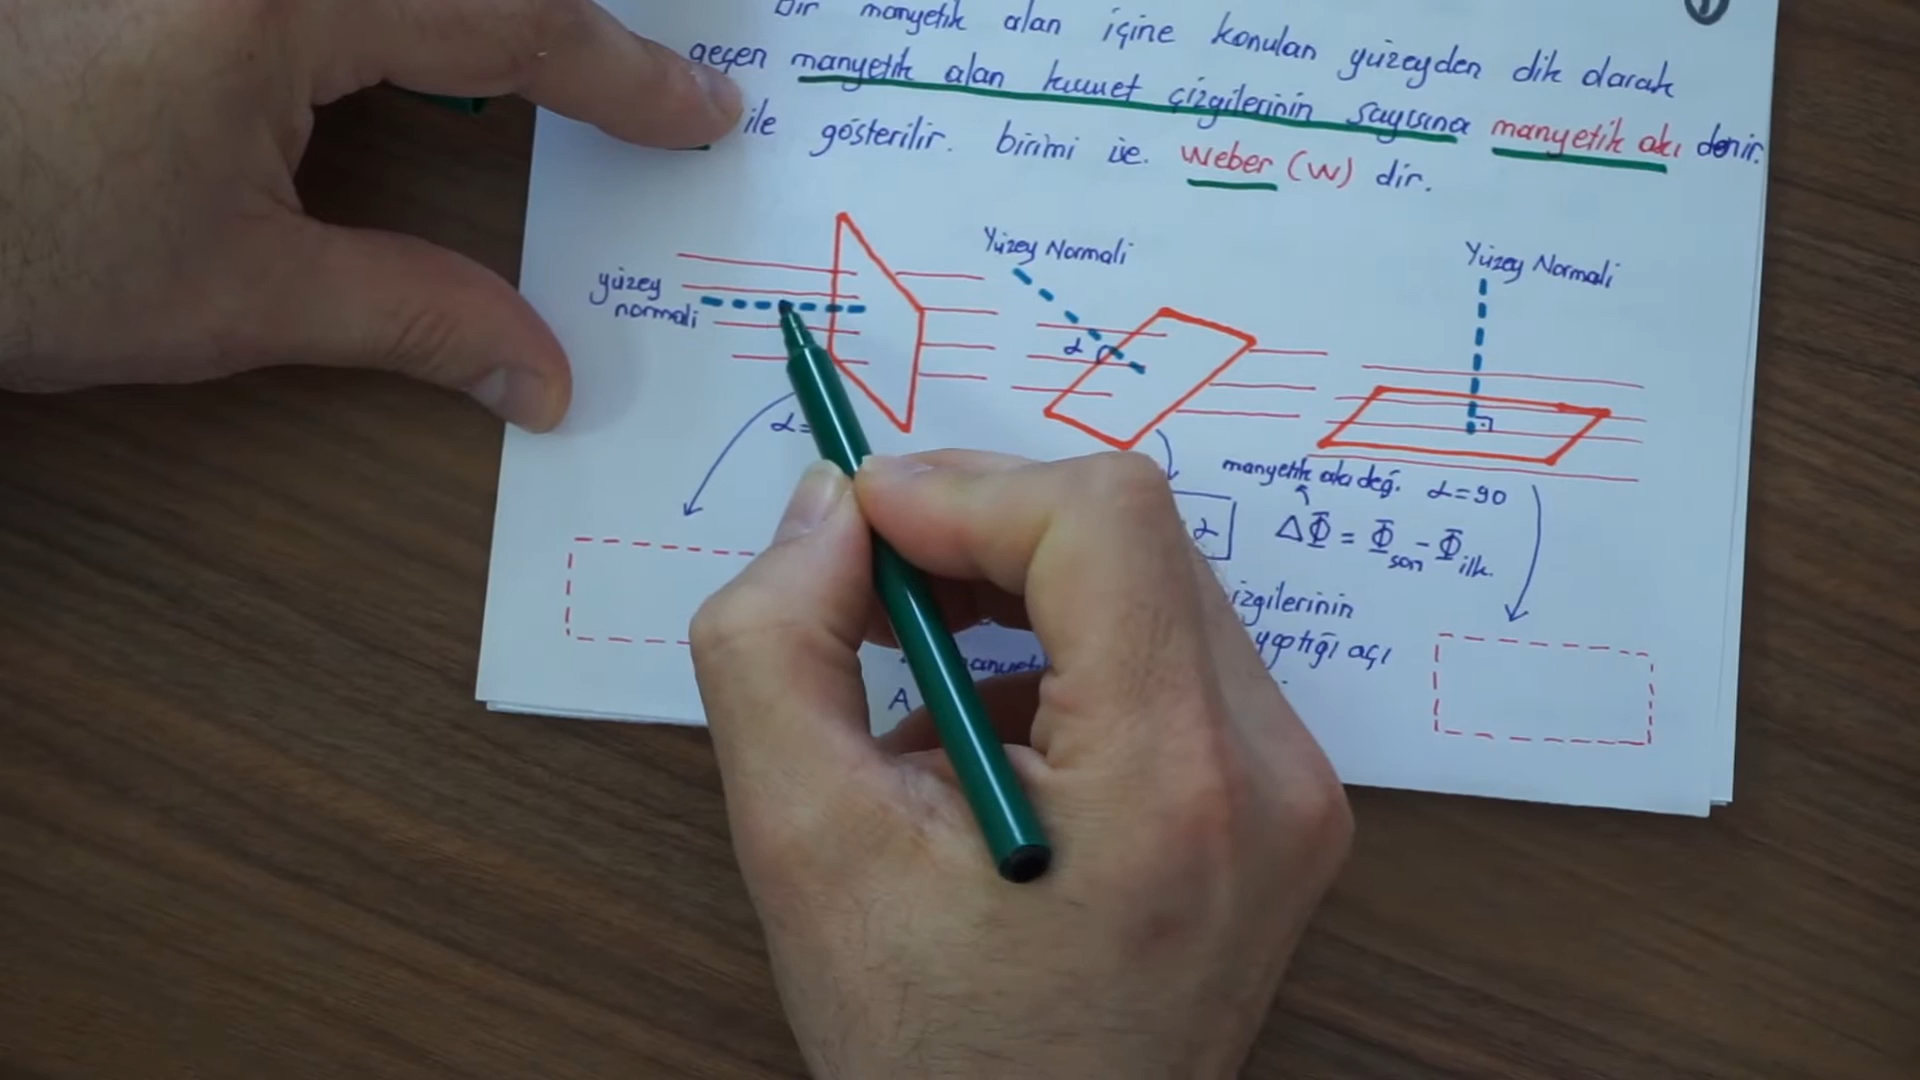 Bir manyetik alan içine konulan yüzeyden dik olarak
geçen manyetik alan kuvvet çizgilerinin sayısına manyetik akı denir.
ile gösterilir. birimi ise. Weber (W) dir.
yüzey
normali
Yüzey Normali
Yüzey Normali
α
α=
manyetik akı değ. α=90
α
ΔΦ = Φson - Φilk.
izgilerinin
yaptığı açı
A